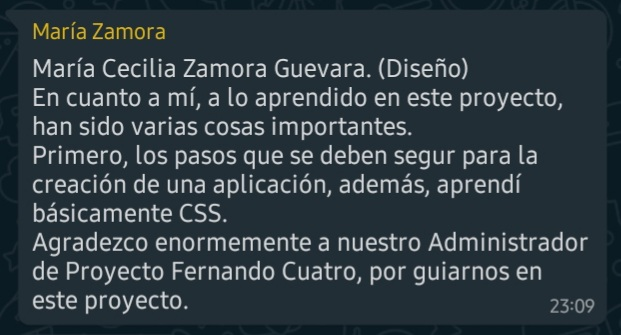 María Zamora
María Cecilia Zamora Guevara. (Diseño)
En cuanto a mí, a lo aprendido en este proyecto,
han sido varias cosas importantes.
Primero, los pasos que se deben segur para la
creación de una aplicación, además, aprendí
básicamente CSS.
Agradezco enormemente a nuestro Administrador
de Proyecto Fernando Cuatro, por guiarnos en
este proyecto.
23:09